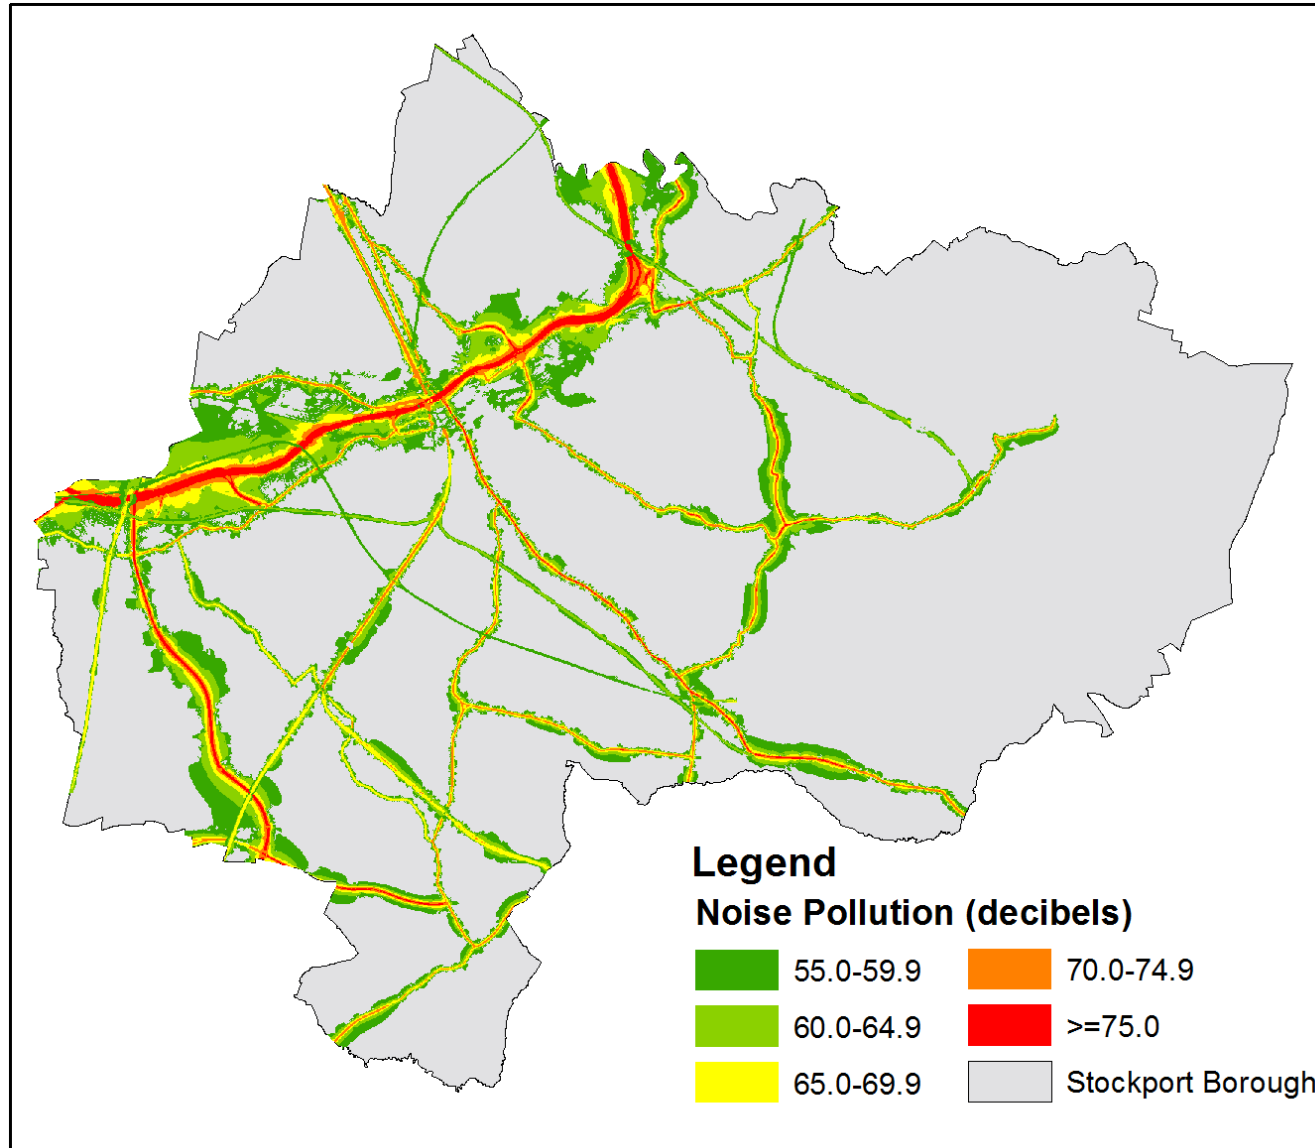 Legend
Noise Pollution (decibels)
55.0-59.9
70.0-74.9
60.0-64.9
>=75.0
65.0-69.9
Stockport Borough